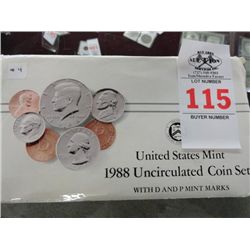 LOT NUMBER
115
BUYER NUMBER
United States Mint
1988 Uncirculated Coin Set
WITH D AND P MINT MARKS